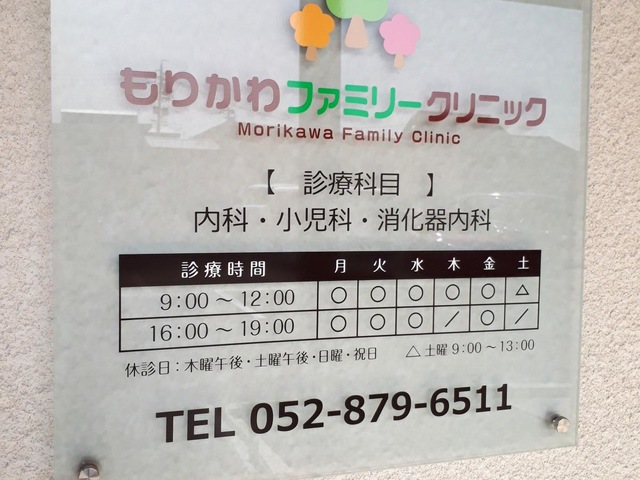 もりかわファミリークリニック
Morikawa Family Clinic
【 診療科目 】
内科・小児科・消化器内科
診療時間 月 火 水 木 金 土
9:00～12:00 ○ ○ ○ ○ ○ △
16:00～19:00 ○ ○ ○ ／ ○ ／
休診日：木曜午後・土曜午後・日曜・祝日 △土曜 9:00～13:00
TEL 052-879-6511